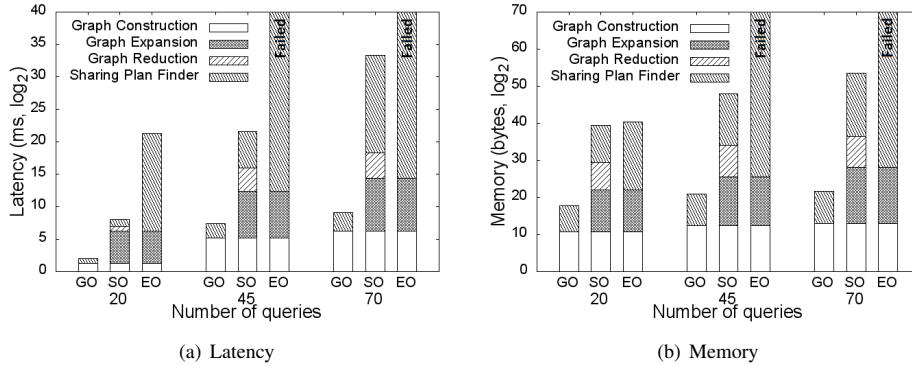 Latency (ms, log2)
40
35
30
25
20
15
10
5
0
Graph Construction
Graph Expansion
Graph Reduction
Sharing Plan Finder
Failed
Failed
GO SO EO GO SO EO GO SO EO
20 45 70
Number of queries
(a) Latency
Memory (bytes, log2)
70
60
50
40
30
20
10
0
Graph Construction
Graph Expansion
Graph Reduction
Sharing Plan Finder
Failed
Failed
GO SO EO GO SO EO GO SO EO
20 45 70
Number of queries
(b) Memory